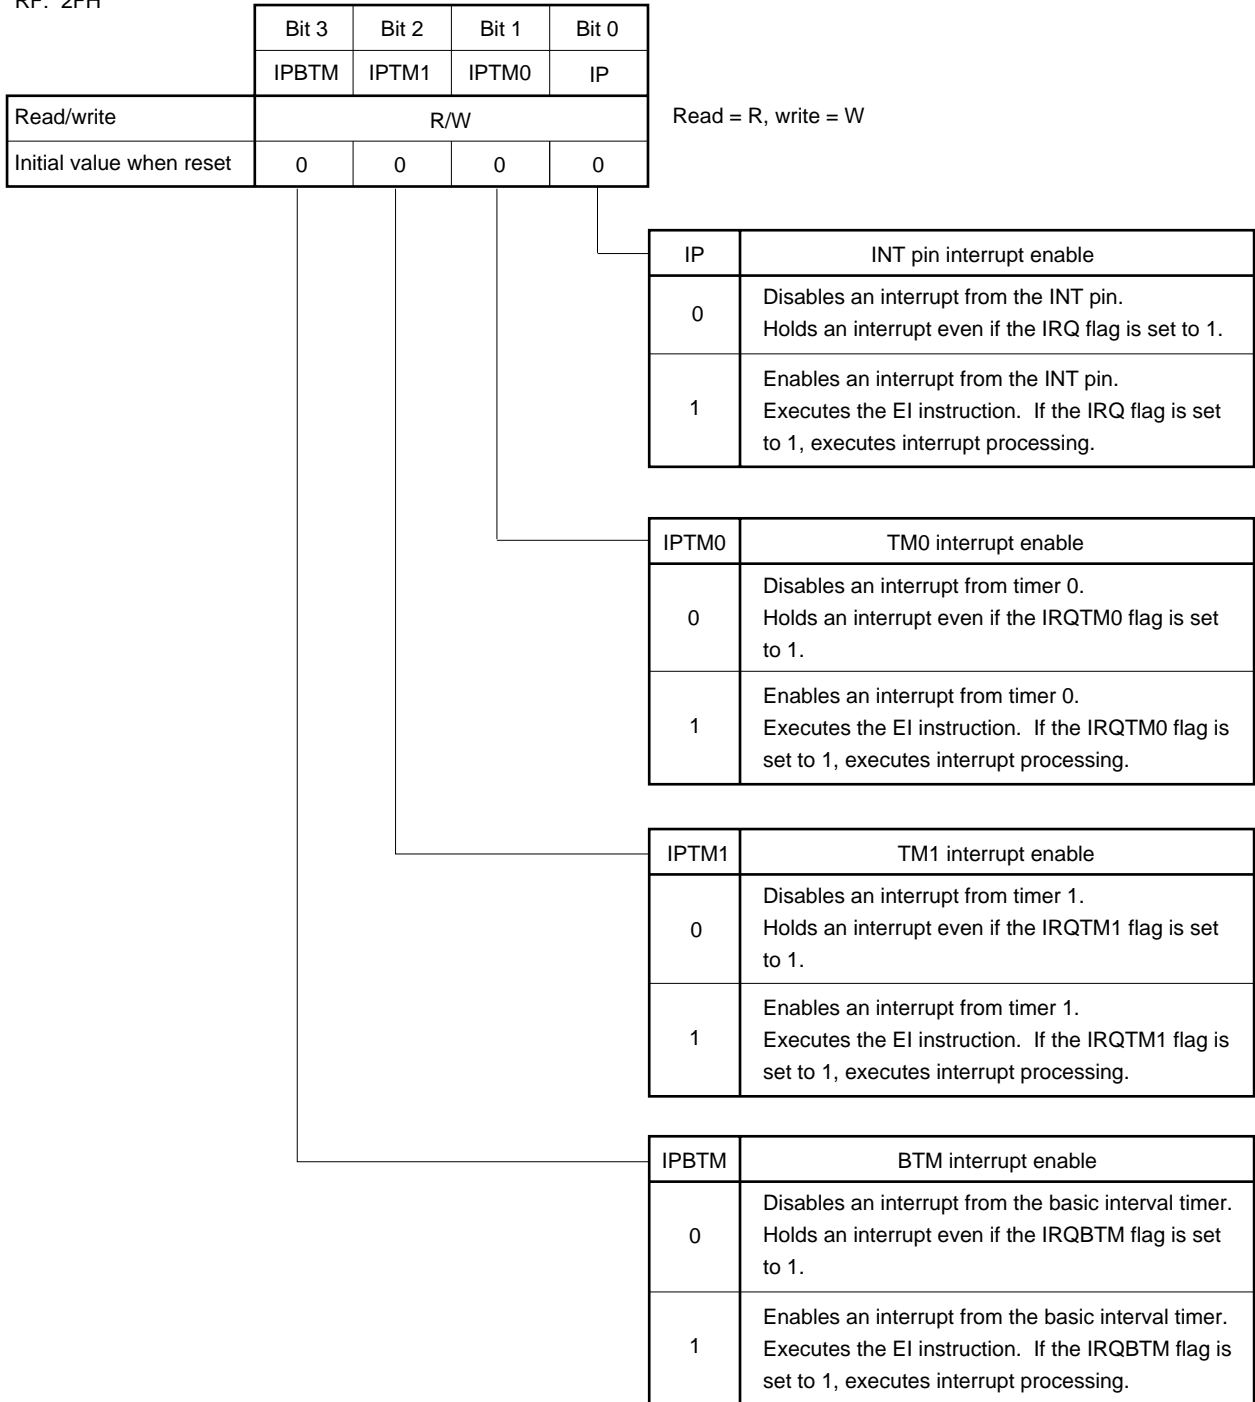 RF: 2FH
Bit 3 Bit 2 Bit 1 Bit 0
IPBTM IPTM1 IPTM0 IP
Read/write R/W
Read = R, write = W
Initial value when reset 0 0 0 0
IP INT pin interrupt enable
0 Disables an interrupt from the INT pin.
Holds an interrupt even if the IRQ flag is set to 1.
1 Enables an interrupt from the INT pin.
Executes the EI instruction. If the IRQ flag is set
to 1, executes interrupt processing.
IPTM0 TM0 interrupt enable
0 Disables an interrupt from timer 0.
Holds an interrupt even if the IRQTM0 flag is set
to 1.
1 Enables an interrupt from timer 0.
Executes the EI instruction. If the IRQTM0 flag is
set to 1, executes interrupt processing.
IPTM1 TM1 interrupt enable
0 Disables an interrupt from timer 1.
Holds an interrupt even if the IRQTM1 flag is set
to 1.
1 Enables an interrupt from timer 1.
Executes the EI instruction. If the IRQTM1 flag is
set to 1, executes interrupt processing.
IPBTM BTM interrupt enable
0 Disables an interrupt from the basic interval timer.
Holds an interrupt even if the IRQBTM flag is set
to 1.
1 Enables an interrupt from the basic interval timer.
Executes the EI instruction. If the IRQBTM flag is
set to 1, executes interrupt processing.